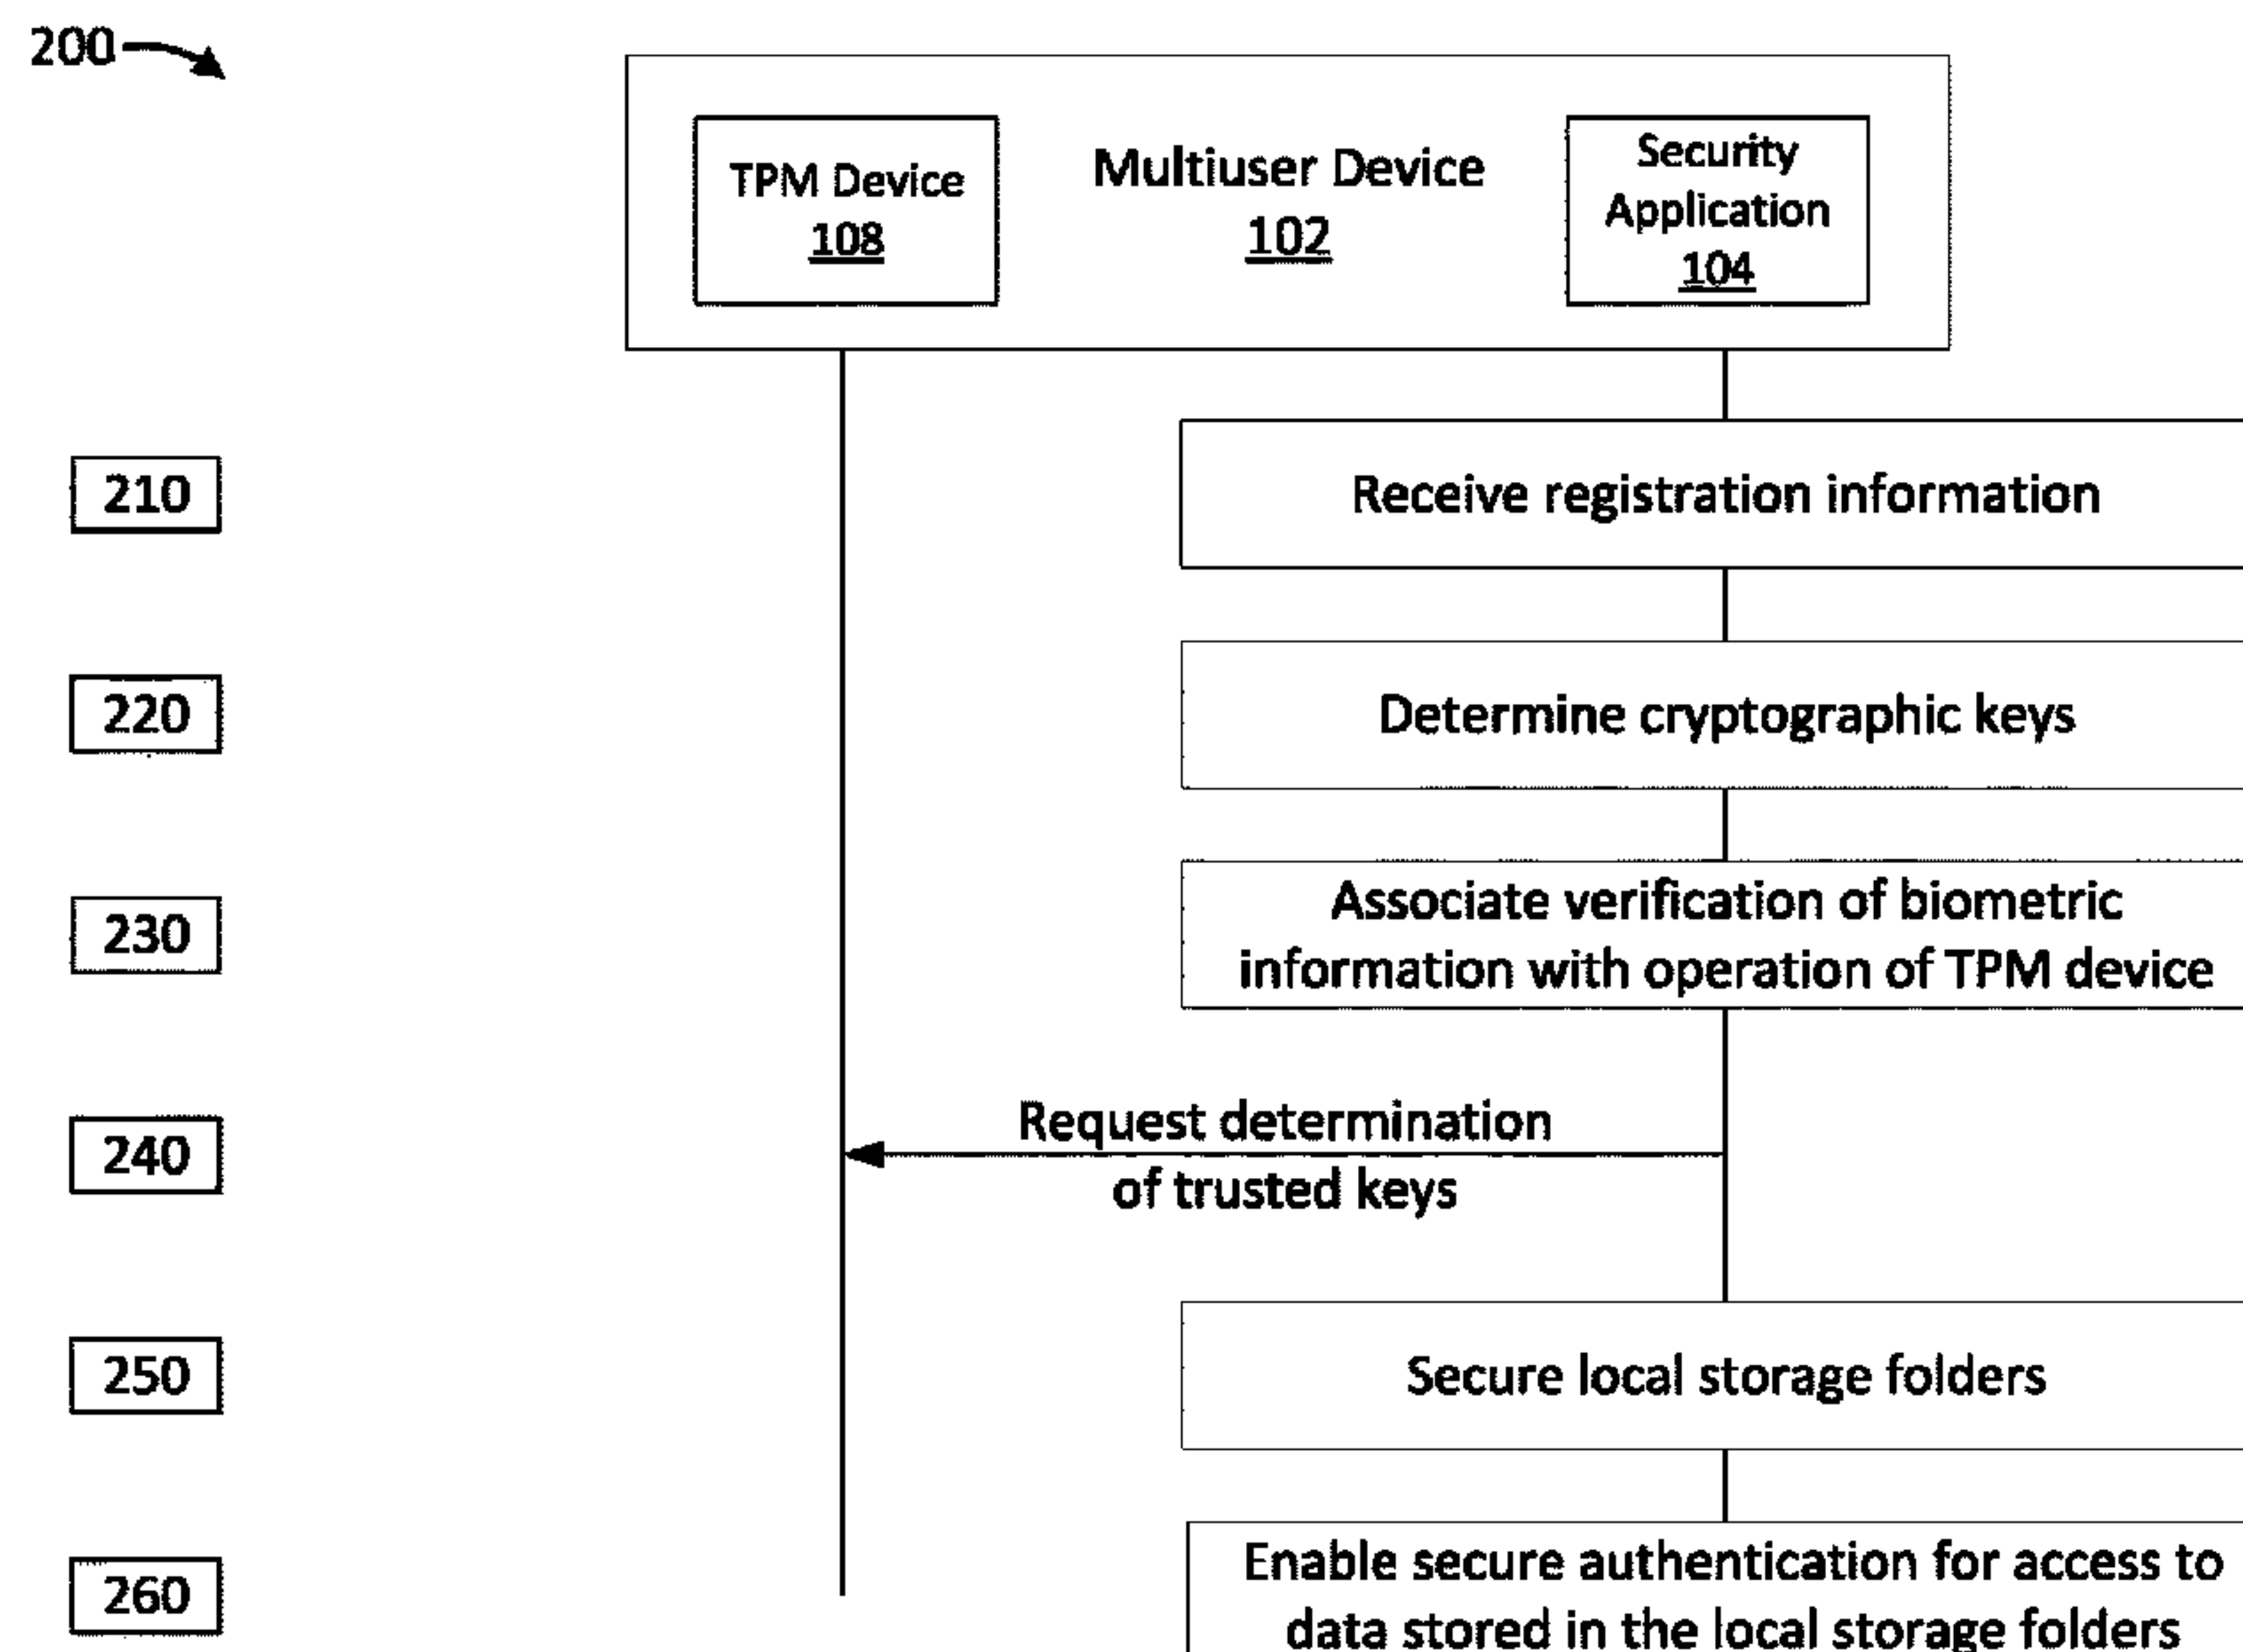 200
TPM Device
108
Multiuser Device
102
Security
Application
104
210
Receive registration information
220
Determine cryptographic keys
230
Associate verification of biometric
information with operation of TPM device
240
Request determination
of trusted keys
250
Secure local storage folders
260
Enable secure authentication for access to
data stored in the local storage folders